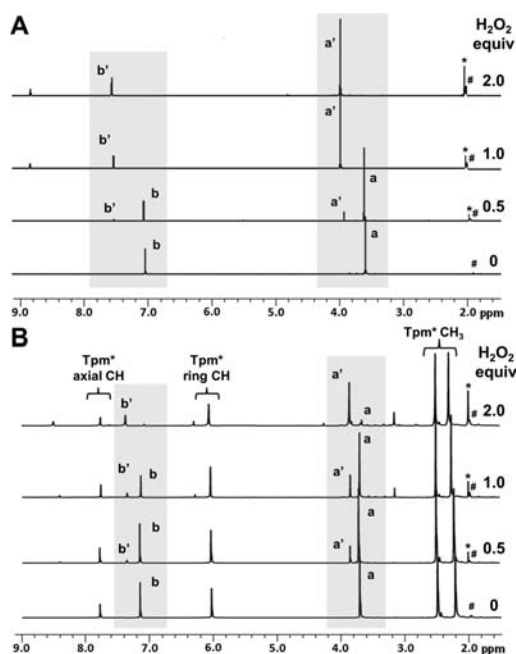 A
H2O2
equiv
a'
b'
*
#
2.0
a'
b'
*
#
1.0
b'
b
a'
a
*
#
0.5
b
a
#
0
9.0 8.0 7.0 6.0 5.0 4.0 3.0 2.0 ppm
B
Tpm* CH3
Tpm*
axial CH
Tpm*
ring CH
H2O2
equiv
b'
a'
a
*
#
2.0
b'
b
a'
a
*
#
1.0
b'
b
a'
a
*
#
0.5
b
a
#
0
9.0 8.0 7.0 6.0 5.0 4.0 3.0 2.0 ppm